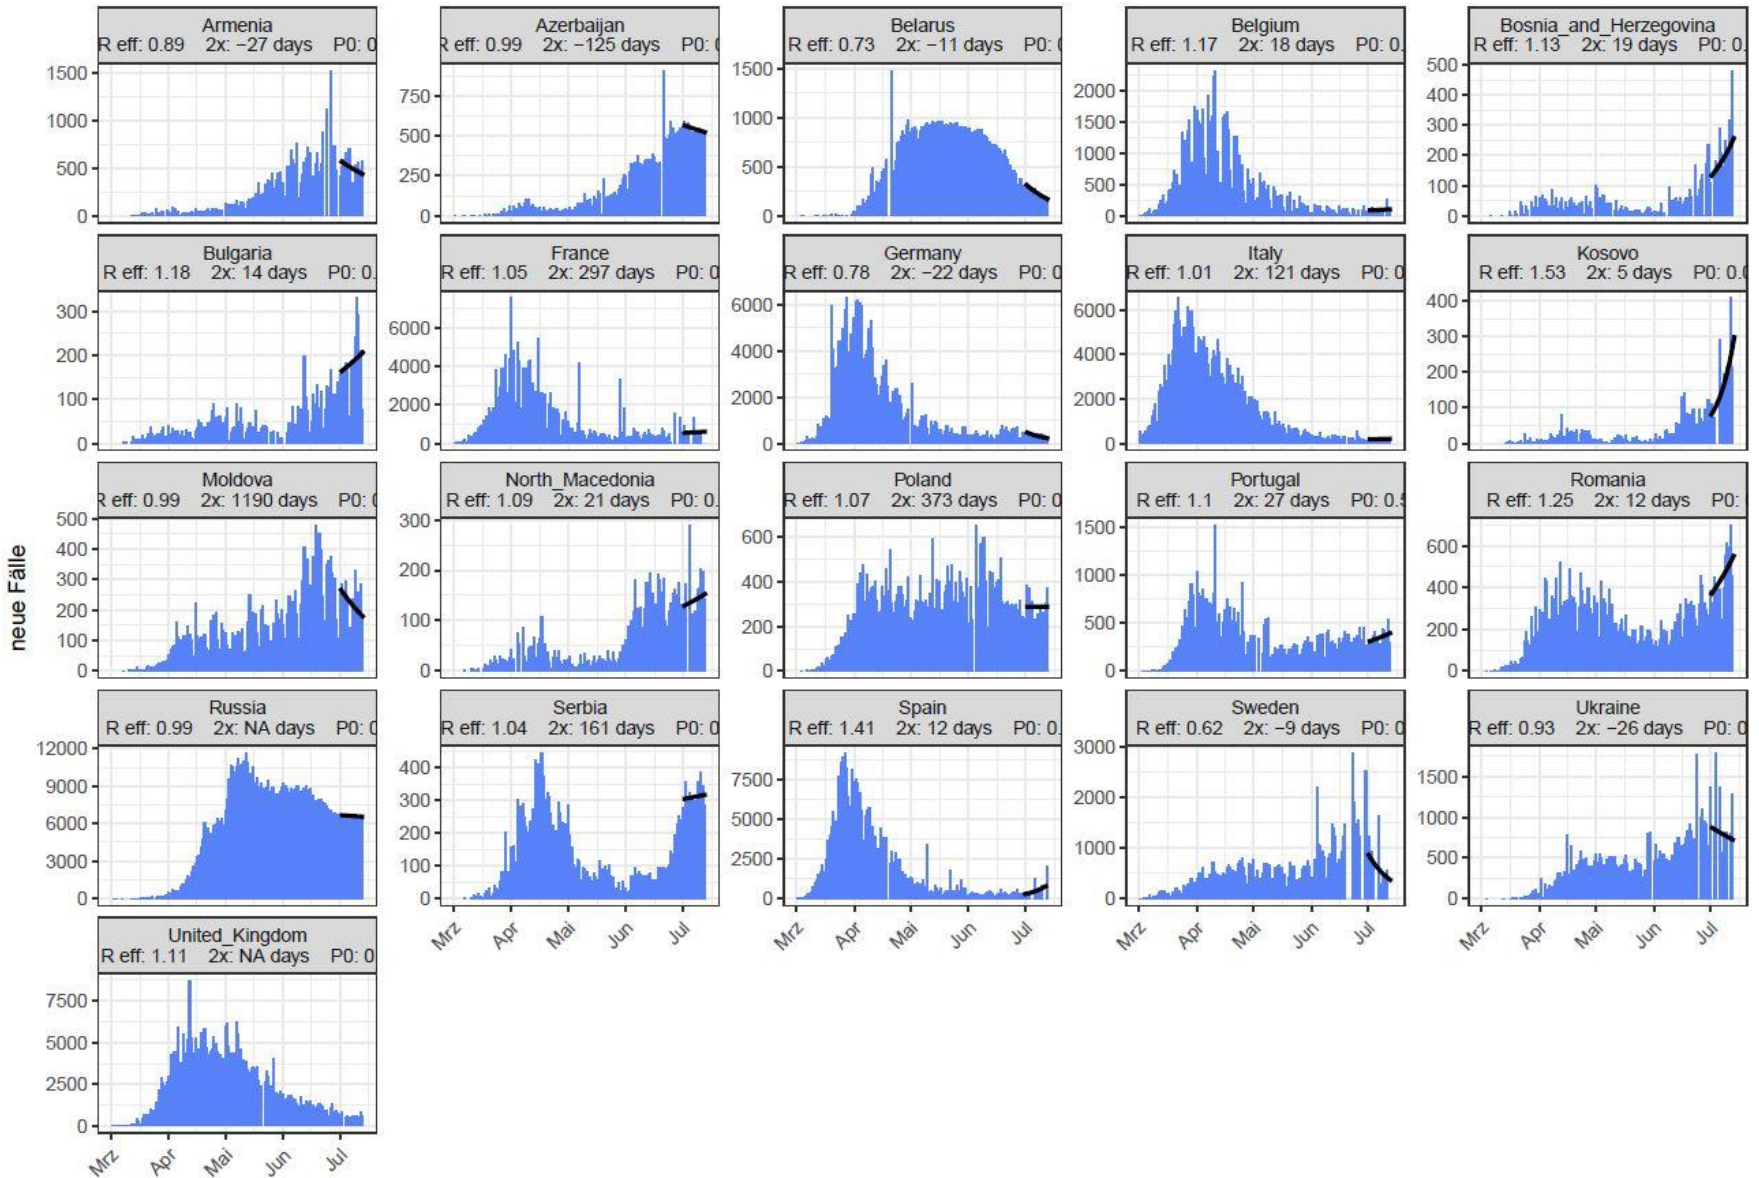 neue Fälle
Armenia
R eff: 0.89 2x: −27 days P0: 0
1500
1000
500
0
Azerbaijan
R eff: 0.99 2x: −125 days P0: 0
750
500
250
0
Belarus
R eff: 0.73 2x: −11 days P0: 0
1500
1000
500
0
Belgium
R eff: 1.17 2x: 18 days P0: 0.
2000
1500
1000
500
0
Bosnia_and_Herzegovina
R eff: 1.13 2x: 19 days P0: 0.
500
400
300
200
100
0
Bulgaria
R eff: 1.18 2x: 14 days P0: 0.
300
200
100
0
France
R eff: 1.05 2x: 297 days P0: 0
6000
4000
2000
0
Germany
R eff: 0.78 2x: −22 days P0: 0
6000
4000
2000
0
Italy
R eff: 1.01 2x: 121 days P0: 0
6000
4000
2000
0
Kosovo
R eff: 1.53 2x: 5 days P0: 0.0
400
300
200
100
0
Moldova
R eff: 0.99 2x: 1190 days P0: 0
500
400
300
200
100
0
North_Macedonia
R eff: 1.09 2x: 21 days P0: 0.
300
200
100
0
Poland
R eff: 1.07 2x: 373 days P0: 0
600
400
200
0
Portugal
R eff: 1.1 2x: 27 days P0: 0.5
1500
1000
500
0
Romania
R eff: 1.25 2x: 12 days P0:
600
400
200
0
Russia
R eff: 0.99 2x: NA days P0: 0
12000
9000
6000
3000
0
Serbia
R eff: 1.04 2x: 161 days P0: 0
400
300
200
100
0
Mrz Apr Mai Jun Jul
Spain
R eff: 1.41 2x: 12 days P0: 0.
7500
5000
2500
0
Mrz Apr Mai Jun Jul
Sweden
R eff: 0.62 2x: −9 days P0: 0
3000
2000
1000
0
Mrz Apr Mai Jun Jul
Ukraine
R eff: 0.93 2x: −26 days P0: 0
1500
1000
500
0
Mrz Apr Mai Jun Jul
United_Kingdom
R eff: 1.11 2x: NA days P0: 0
7500
5000
2500
0
Mrz Apr Mai Jun Jul